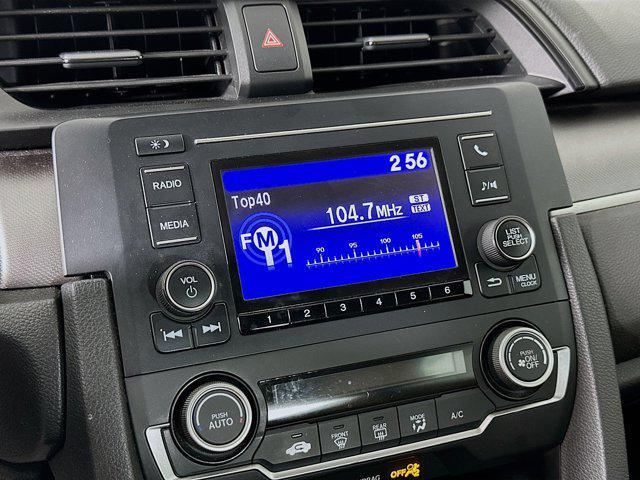 2 56
Top40
ST
104.7MHz TEXT
FM1
90 95 100 105
RADIO
MEDIA
VOL
LIST
PUSH
SELECT
MENU
CLOCK
1 2 3 4 5 6
PUSH
AUTO
PUSH
ON/
OFF
FRONT
REAR
MODE
A/C
OFF